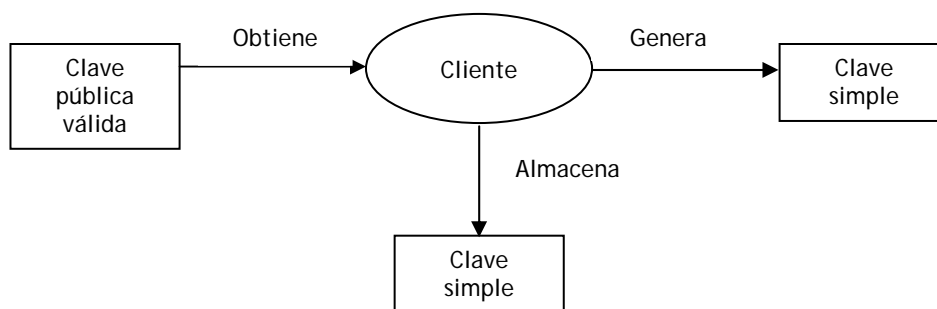 Obtiene
Genera
Clave
pública
válida
Cliente
Clave
simple
Almacena
Clave
simple